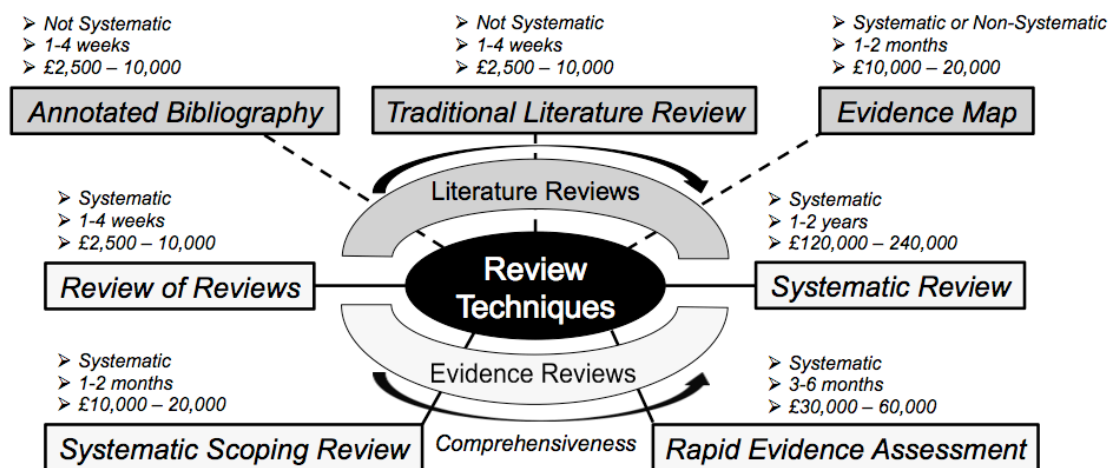 ➢ Not Systematic
➢ 1-4 weeks
➢ £2,500 – 10,000
Annotated Bibliography
➢ Not Systematic
➢ 1-4 weeks
➢ £2,500 – 10,000
Traditional Literature Review
➢ Systematic or Non-Systematic
➢ 1-2 months
➢ £10,000 – 20,000
Evidence Map
Literature Reviews
➢ Systematic
➢ 1-4 weeks
➢ £2,500 – 10,000
Review of Reviews
Review
Techniques
➢ Systematic
➢ 1-2 years
➢ £120,000 – 240,000
Systematic Review
Evidence Reviews
➢ Systematic
➢ 1-2 months
➢ £10,000 – 20,000
Systematic Scoping Review
Comprehensiveness
➢ Systematic
➢ 3-6 months
➢ £30,000 – 60,000
Rapid Evidence Assessment